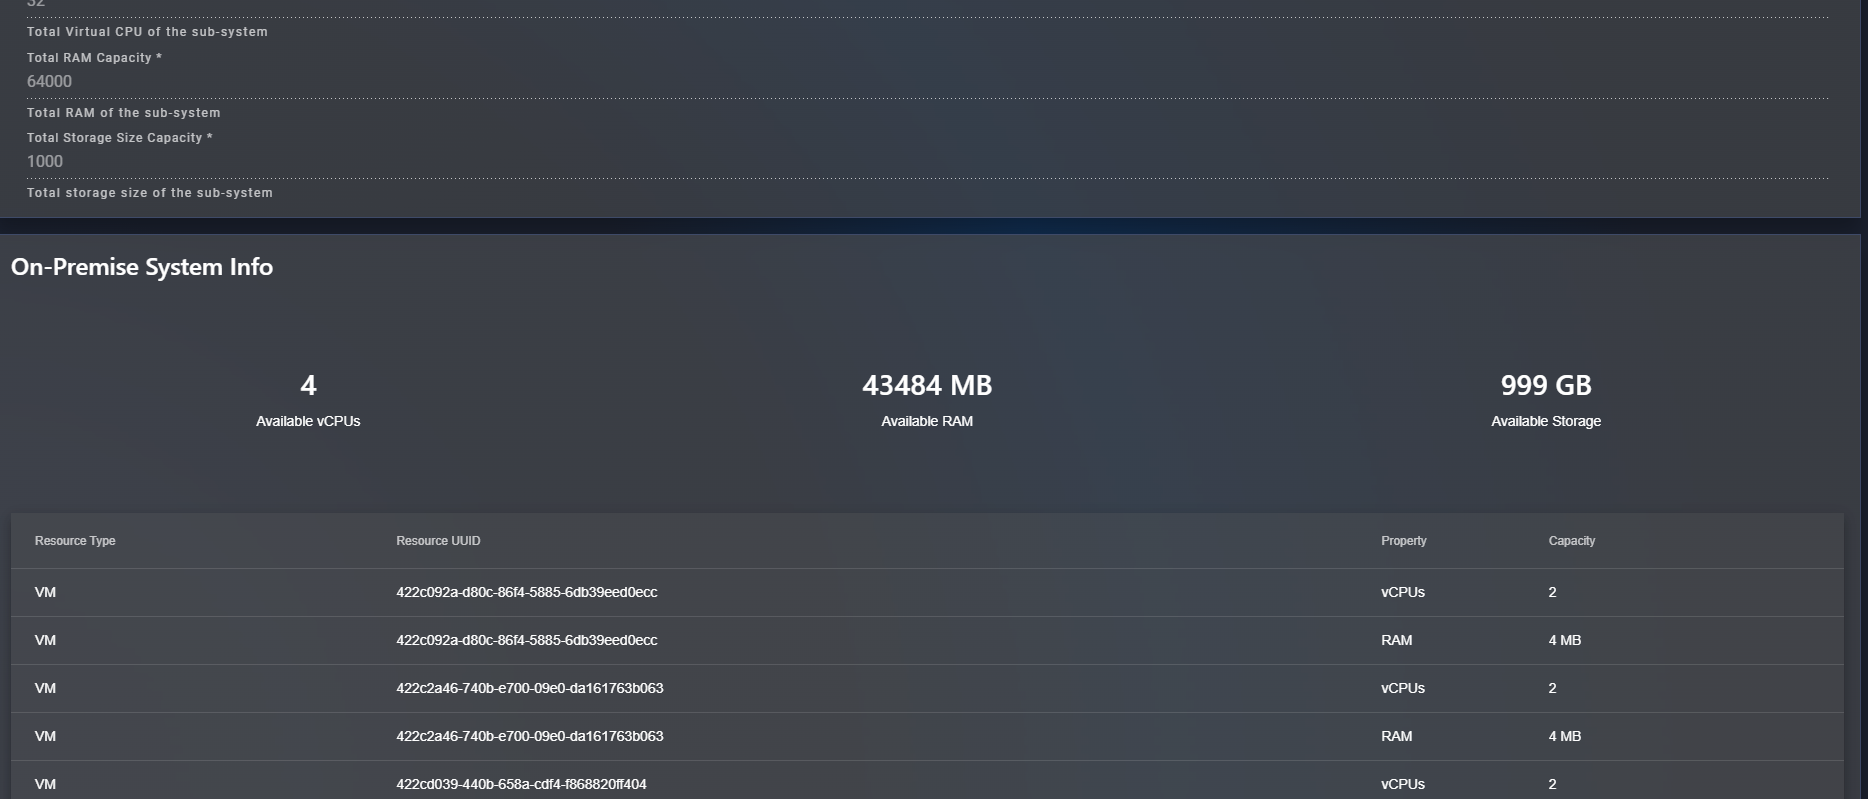 32
Total Virtual CPU of the sub-system
Total RAM Capacity *
64000
Total RAM of the sub-system
Total Storage Size Capacity *
1000
Total storage size of the sub-system
On-Premise System Info
4 43484 MB 999 GB
Available vCPUs Available RAM Available Storage
Resource Type Resource UUID Property Capacity
VM 422c092a-d80c-86f4-5885-6db39eed0ecc vCPUs 2
VM 422c092a-d80c-86f4-5885-6db39eed0ecc RAM 4 MB
VM 422c2a46-740b-e700-09e0-da161763b063 vCPUs 2
VM 422c2a46-740b-e700-09e0-da161763b063 RAM 4 MB
VM 422cd039-440b-658a-cdf4-f868820ff404 vCPUs 2